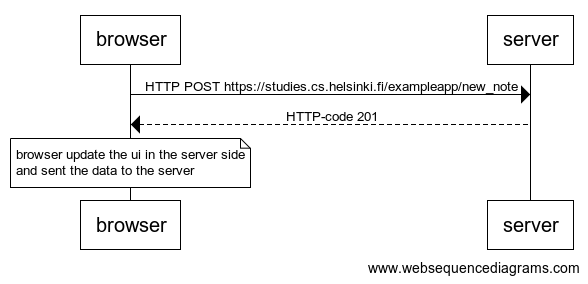 browser
server
HTTP POST https://studies.cs.helsinki.fi/exampleapp/new_note
HTTP-code 201
browser update the ui in the server side
and sent the data to the server
browser
server
www.websequencediagrams.com